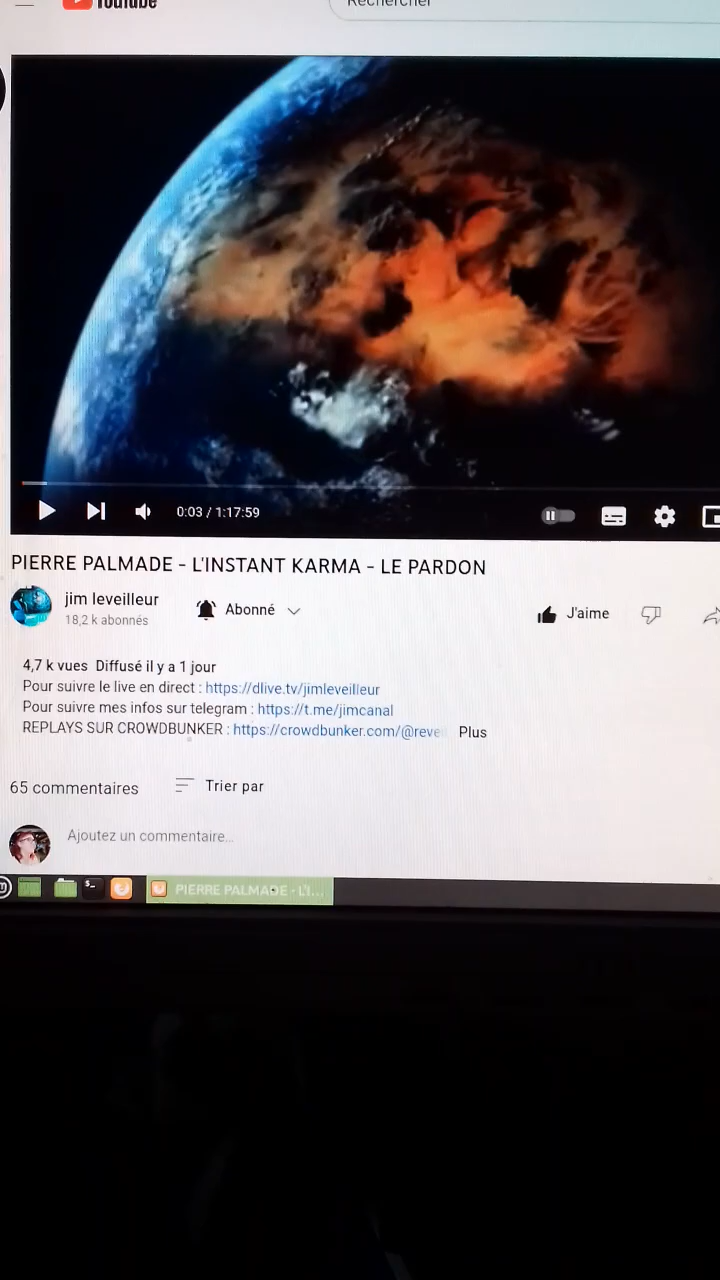 YouTube
Rechercher
0:03 / 1:17:59
PIERRE PALMADE - L'INSTANT KARMA - LE PARDON
jim leveilleur
18,2 k abonnés
Abonné
J'aime
4,7 k vues Diffusé il y a 1 jour
Pour suivre le live en direct : https://dlive.tv/jimleveilleur
Pour suivre mes infos sur telegram : https://t.me/jimcanal
REPLAYS SUR CROWDBUNKER : https://crowdbunker.com/@reve Plus
65 commentaires
Trier par
Ajoutez un commentaire...
PIERRE PALMADE - L'I...